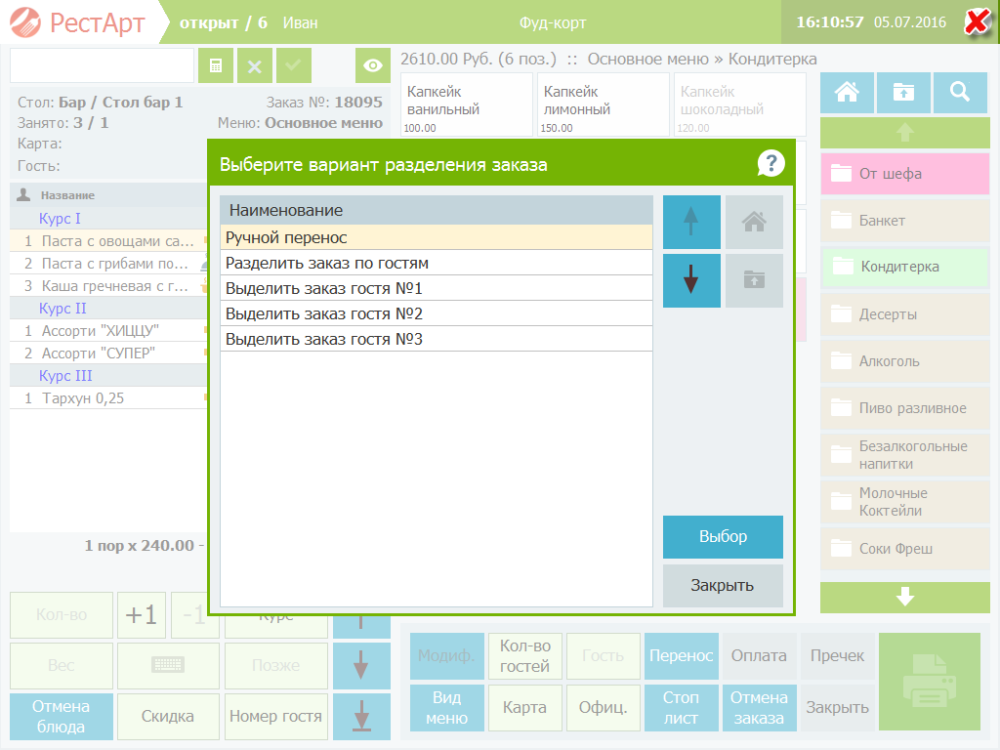 РестАрт
открыт / 6 Иван
Фуд-корт
16:10:57 05.07.2016
2610.00 Руб. (6 поз.) :: Основное меню » Кондитерка
Стол: Бар / Стол бар 1
Заказ №: 18095
Занято: 3 / 1
Меню: Основное меню
Карта:
Гость:
Капкейк
ванильный
100.00
Капкейк
лимонный
150.00
Капкейк
шоколадный
120.00
Название
Курс I
1 Паста с овощами са...
2 Паста с грибами по...
3 Каша гречневая с г...
Курс II
1 Ассорти "ХИЦЦУ"
2 Ассорти "СУПЕР"
Курс III
1 Тархун 0,25
1 пор x 240.00 -
Выберите вариант разделения заказа
?
Наименование
Ручной перенос
Разделить заказ по гостям
Выделить заказ гостя №1
Выделить заказ гостя №2
Выделить заказ гостя №3
Выбор
Закрыть
От шефа
Банкет
Кондитерка
Десерты
Алкоголь
Пиво разливное
Безалкогольные
напитки
Молочные
Коктейли
Соки Фреш
Кол-во
+1
-1
Курс
Вес
Позже
Отмена
блюда
Скидка
Номер гостя
Модиф.
Кол-во
гостей
Гость
Перенос
Оплата
Пречек
Вид
меню
Карта
Офиц.
Стоп
лист
Отмена
заказа
Закрыть